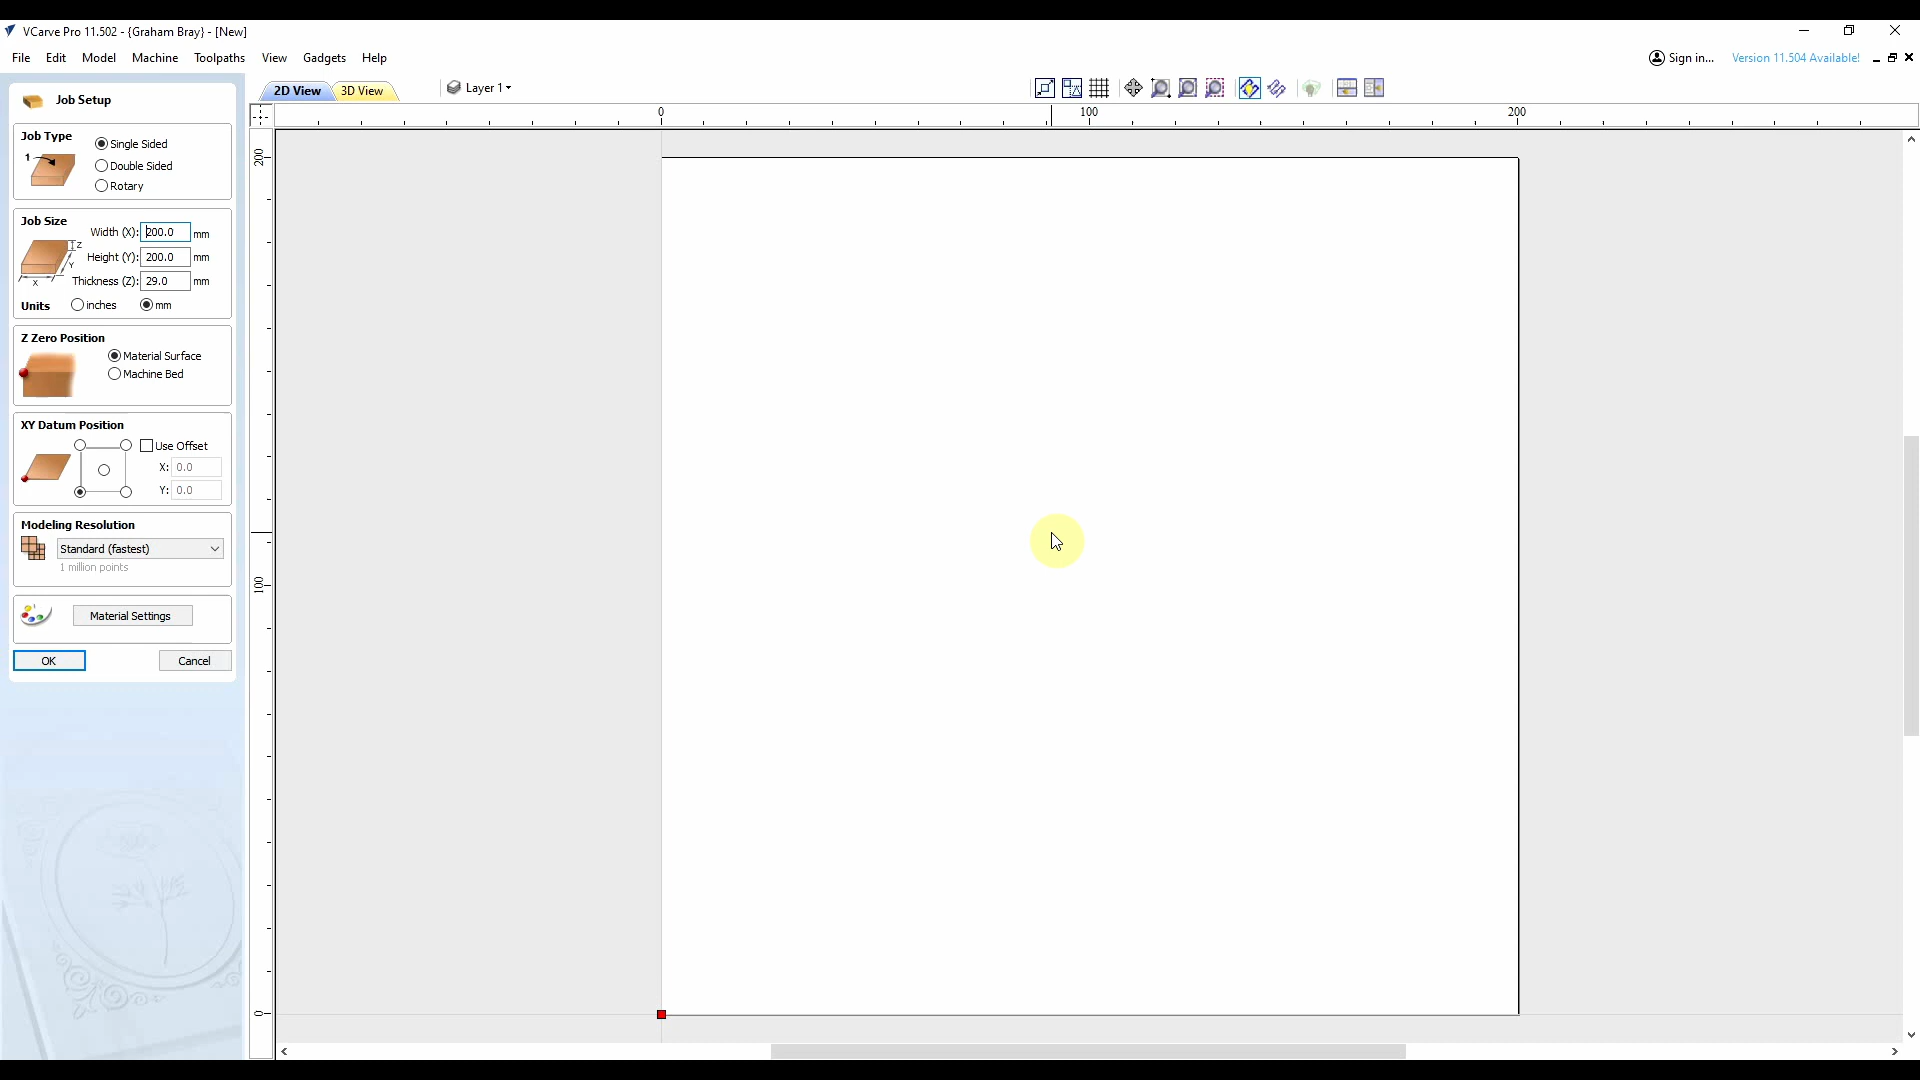 VCarve Pro 11.502 - {Graham Bray} - [New]
File Edit Model Machine Toolpaths View Gadgets Help
Sign in... Version 11.504 Available!
2D View 3D View Layer 1
Job Setup
Job Type
1
Single Sided
Double Sided
Rotary
Job Size
Width (X): 200.0 mm
Height (Y): 200.0 mm
Thickness (Z): 29.0 mm
Z
Y
X
Units inches mm
Z Zero Position
Material Surface
Machine Bed
XY Datum Position
Use Offset
X: 0.0
Y: 0.0
Modeling Resolution
Standard (fastest)
1 million points
Material Settings
OK Cancel
0 100 200
200
100
0